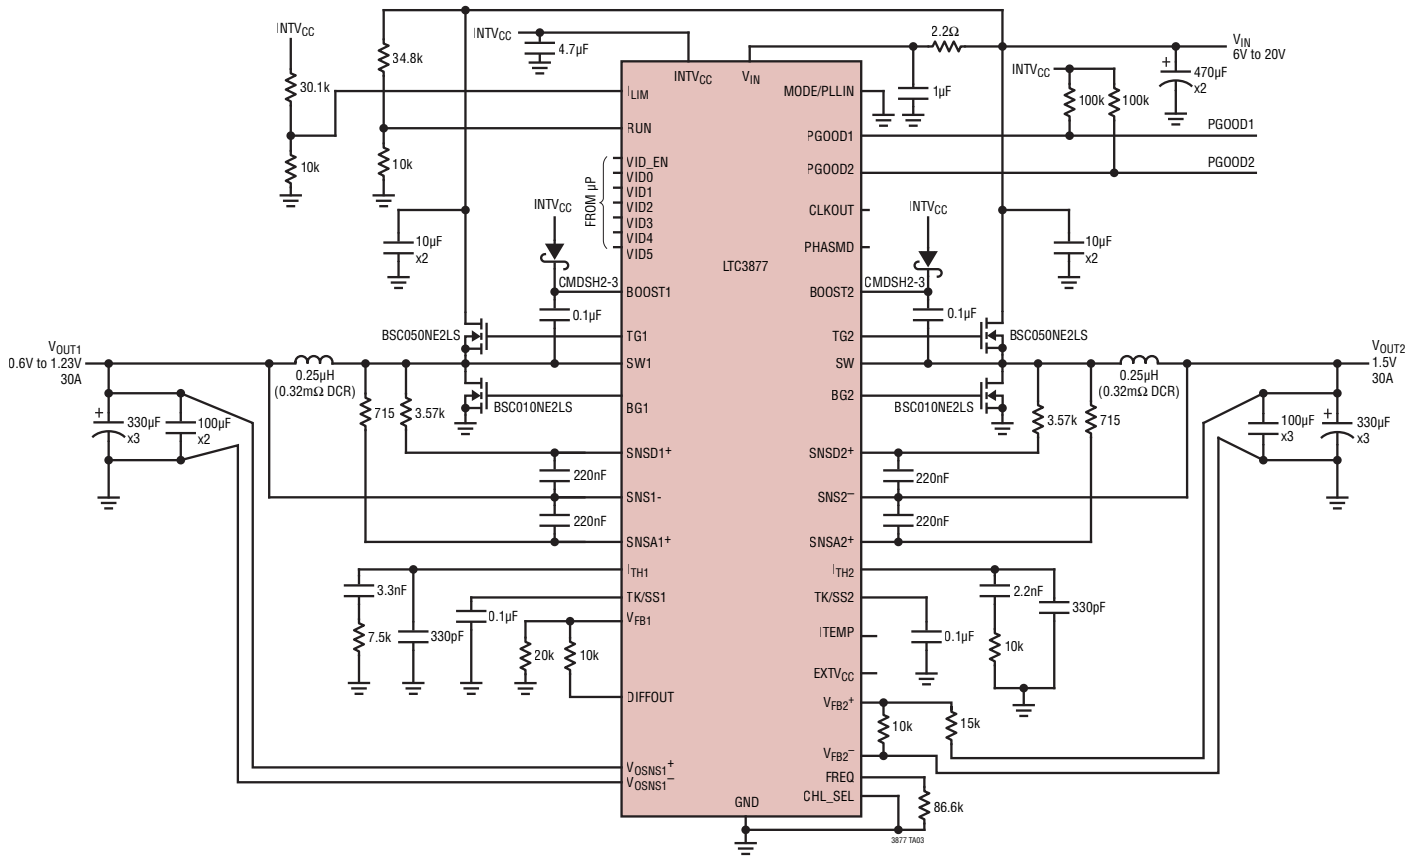 INTVCC
30.1k
10k
34.8k
10k
INTVCC
4.7µF
2.2Ω
1µF
VIN
6V to 20V
470µF
x2
INTVCC
100k
100k
PGOOD1
PGOOD2
INTVCC
VIN
ILIM
MODE/PLLIN
RUN
PGOOD1
PGOOD2
FROM µP
VID_EN
VID0
VID1
VID2
VID3
VID4
VID5
CLKOUT
PHASMD
LTC3877
10µF
x2
INTVCC
CMDSH2-3
0.1µF
BOOST1
BOOST2
INTVCC
CMDSH2-3
0.1µF
10µF
x2
BSC050NE2LS
TG1
TG2
BSC050NE2LS
VOUT1
0.6V to 1.23V
30A
0.25µH
(0.32mΩ DCR)
SW1
SW
0.25µH
(0.32mΩ DCR)
VOUT2
1.5V
30A
BSC010NE2LS
BG1
BG2
BSC010NE2LS
+
330µF
x3
100µF
x2
715
3.57k
3.57k
715
100µF
x3
+
330µF
x3
SNSD1+
SNSD2+
220nF
220nF
SNS1-
SNS2–
220nF
220nF
SNSA1+
SNSA2+
ITH1
ITH2
3.3nF
7.5k
330pF
TK/SS1
TK/SS2
0.1µF
VFB1
20k
10k
DIFFOUT
2.2nF
10k
330pF
ITEMP
0.1µF
EXTVCC
VFB2+
10k
15k
VFB2–
VOSNS1+
VOSNS1–
FREQ
CHL_SEL
86.6k
GND
3877 TA03